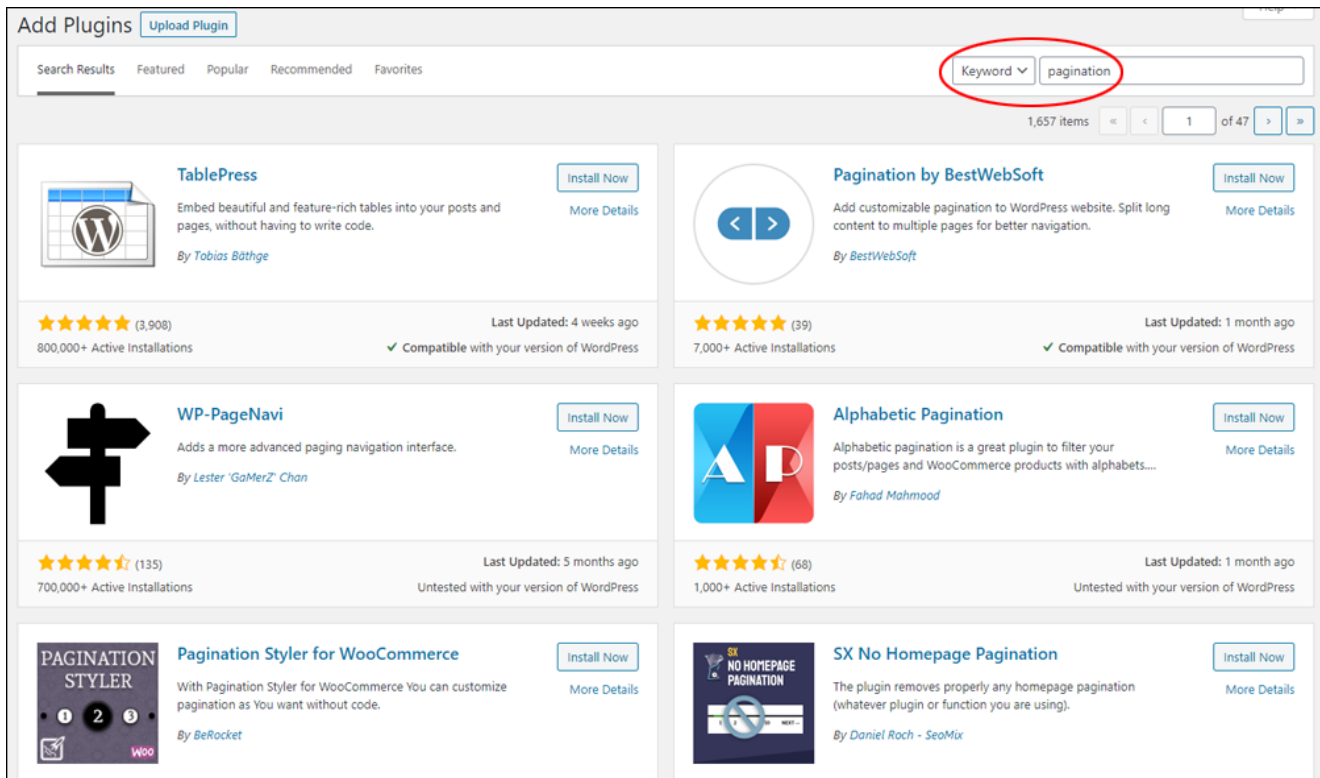 Help
Add Plugins Upload Plugin
Search Results Featured Popular Recommended Favorites Keyword pagination
1,657 items « ‹ 1 of 47 › »
TablePress
Install Now
Embed beautiful and feature-rich tables into your posts and
pages, without having to write code.
More Details
By Tobias Bäthge
(3,908)
Last Updated: 4 weeks ago
800,000+ Active Installations
✓ Compatible with your version of WordPress
Pagination by BestWebSoft
Install Now
Add customizable pagination to WordPress website. Split long
content to multiple pages for better navigation.
More Details
By BestWebSoft
(39)
Last Updated: 1 month ago
7,000+ Active Installations
✓ Compatible with your version of WordPress
WP-PageNavi
Install Now
Adds a more advanced paging navigation interface.
More Details
By Lester 'GaMerZ' Chan
(135)
Last Updated: 5 months ago
700,000+ Active Installations
Untested with your version of WordPress
AP
Alphabetic Pagination
Install Now
Alphabetic pagination is a great plugin to filter your
posts/pages and WooCommerce products with alphabets....
More Details
By Fahad Mahmood
(68)
Last Updated: 1 month ago
1,000+ Active Installations
Untested with your version of WordPress
PAGINATION
STYLER
1 2 3
WOO
Pagination Styler for WooCommerce
Install Now
With Pagination Styler for WooCommerce You can customize
pagination as You want without code.
More Details
By BeRocket
SX
NO HOMEPAGE
PAGINATION
NEXT
SX No Homepage Pagination
Install Now
The plugin removes properly any homepage pagination
(whatever plugin or function you are using).
More Details
By Daniel Roch - SeoMix